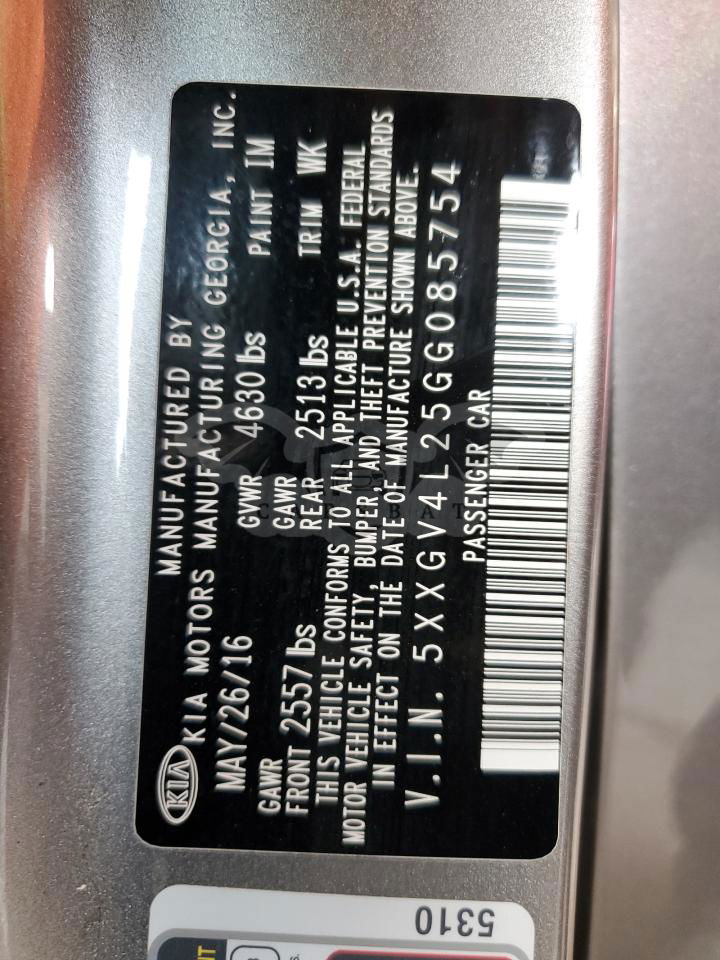 MANUFACTURED BY
KIA KIA MOTORS MANUFACTURING GEORGIA, INC.
MAY/26/16 GVWR 4630 lbs PAINT IM
GAWR GAWR
FRONT 2557 lbs REAR 2513 lbs TRIM WK
THIS VEHICLE CONFORMS TO ALL APPLICABLE U.S.A. FEDERAL
MOTOR VEHICLE SAFETY, BUMPER, AND THEFT PREVENTION STANDARDS
IN EFFECT ON THE DATE OF MANUFACTURE SHOWN ABOVE.
V.I.N. 5XXGV4L25GG085754
PASSENGER CAR
5310